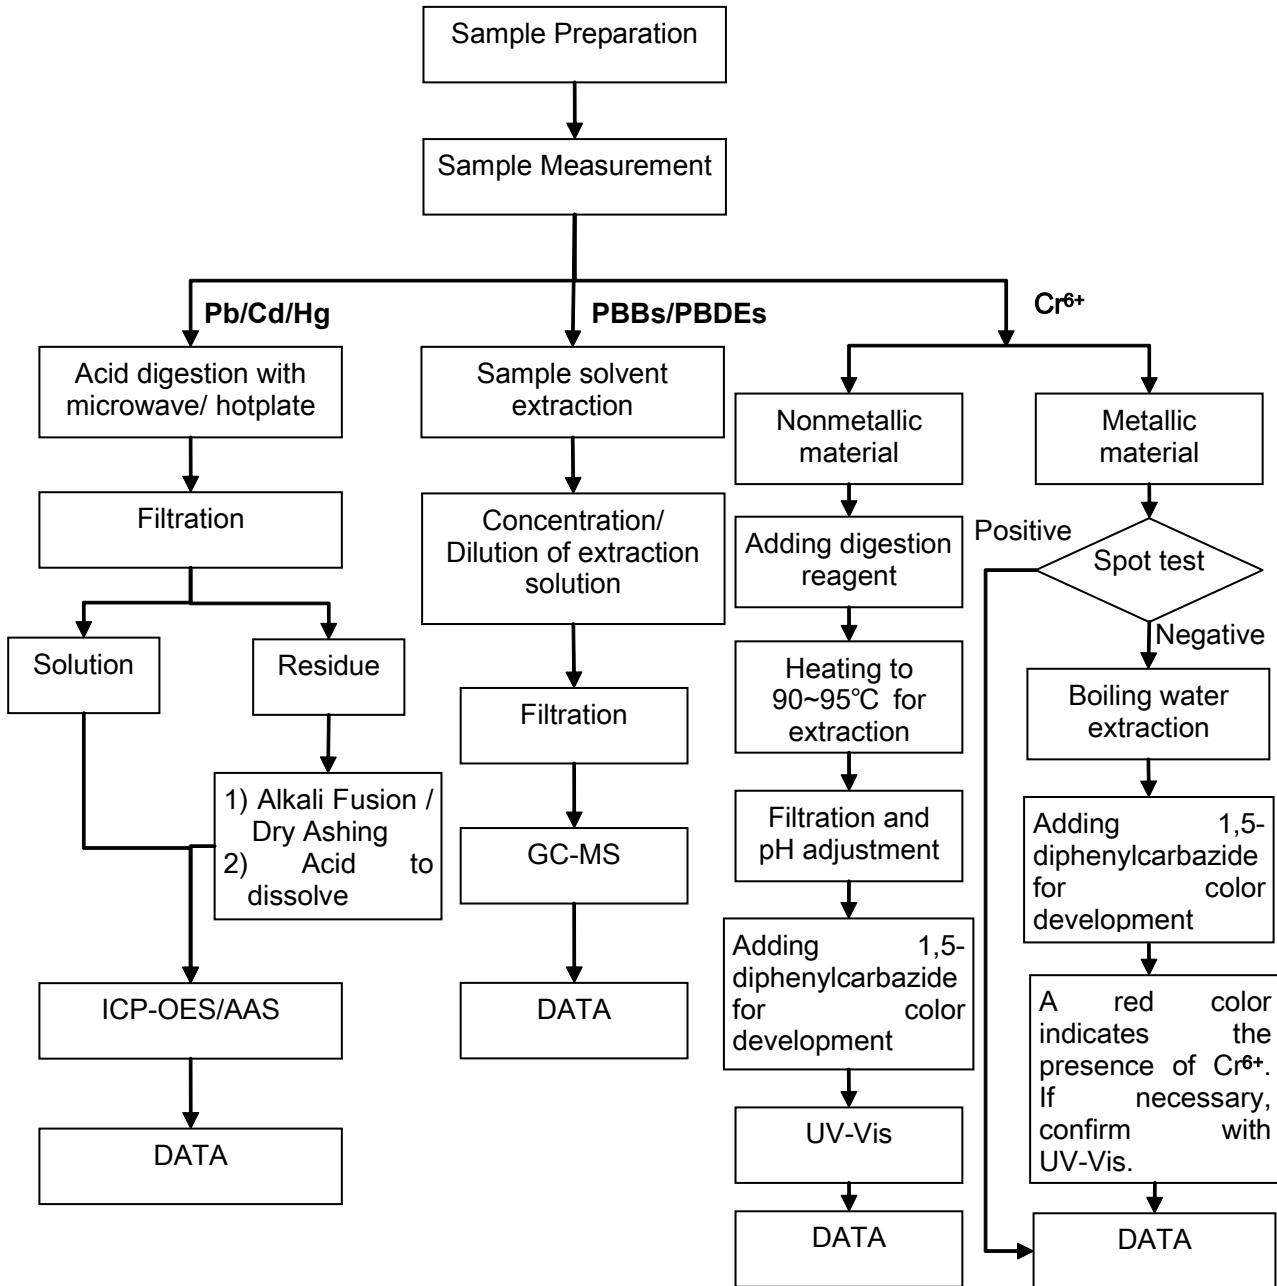 Sample Preparation
Sample Measurement
Pb/Cd/Hg
PBBs/PBDEs
Cr6+
Acid digestion with
microwave/ hotplate
Filtration
Solution
Residue
1) Alkali Fusion /
Dry Ashing
2) Acid to
dissolve
ICP-OES/AAS
DATA
Sample solvent
extraction
Concentration/
Dilution of extraction
solution
Filtration
GC-MS
DATA
Nonmetallic
material
Adding digestion
reagent
Heating to
90~95℃ for
extraction
Filtration and
pH adjustment
Adding 1,5-
diphenylcarbazide
for color
development
UV-Vis
DATA
Metallic
material
Positive
Spot test
Negative
Boiling water
extraction
Adding 1,5-
diphenylcarbazide
for color
development
A red color
indicates the
presence of Cr6+.
If necessary,
confirm with
UV-Vis.
DATA